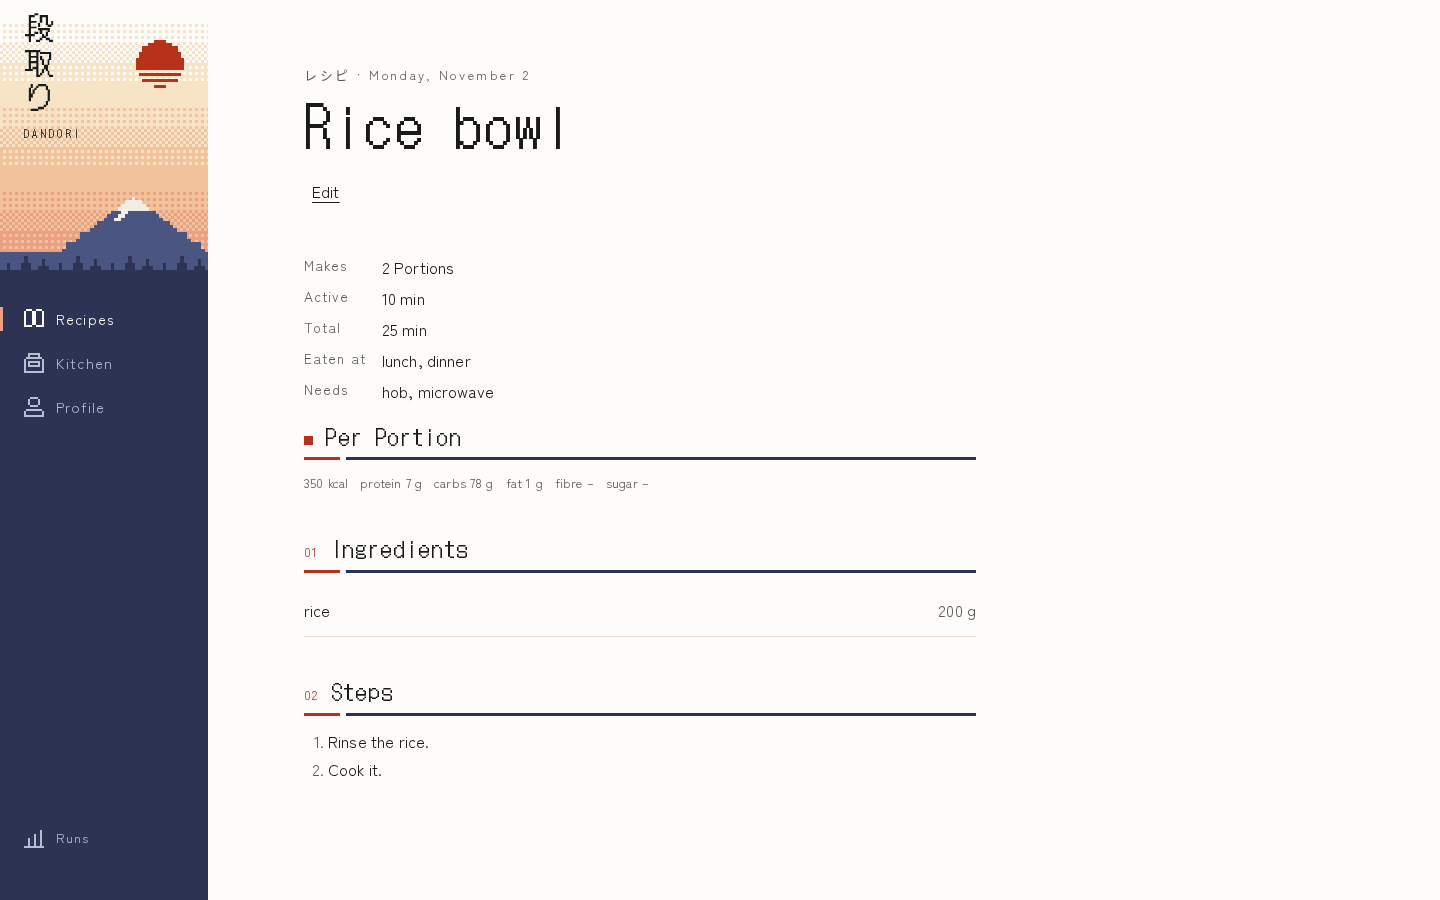 段取り
DANDORI
Recipes
Kitchen
Profile
Runs
レシピ · Monday, November 2
Rice bowl
Edit
Makes 2 Portions
Active 10 min
Total 25 min
Eaten at lunch, dinner
Needs hob, microwave
Per Portion
350 kcal protein 7 g carbs 78 g fat 1 g fibre – sugar –
01 Ingredients
rice 200 g
02 Steps
1. Rinse the rice.
2. Cook it.